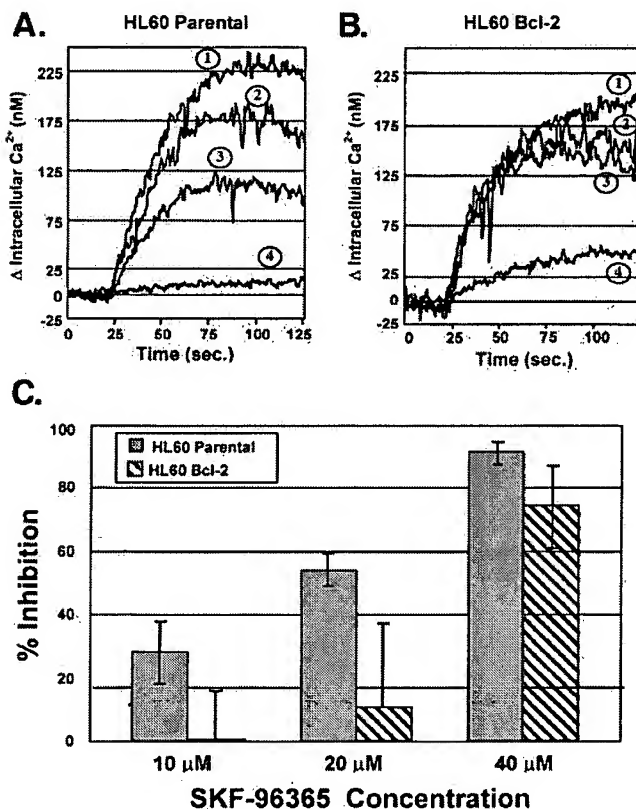 A.
HL60 Parental
Δ Intracellular Ca²⁺ (nM)
225
175
125
75
25
0
-25
1
2
3
4
0 25 50 75 100 125
Time (sec.)
B.
HL60 Bcl-2
Δ Intracellular Ca²⁺ (nM)
225
175
125
75
25
0
-25
1
2
3
4
0 25 50 75 100
Time (sec.)
C.
% Inhibition
100
80
60
40
20
0
HL60 Parental
HL60 Bcl-2
10 μM 20 μM 40 μM
SKF-96365 Concentration